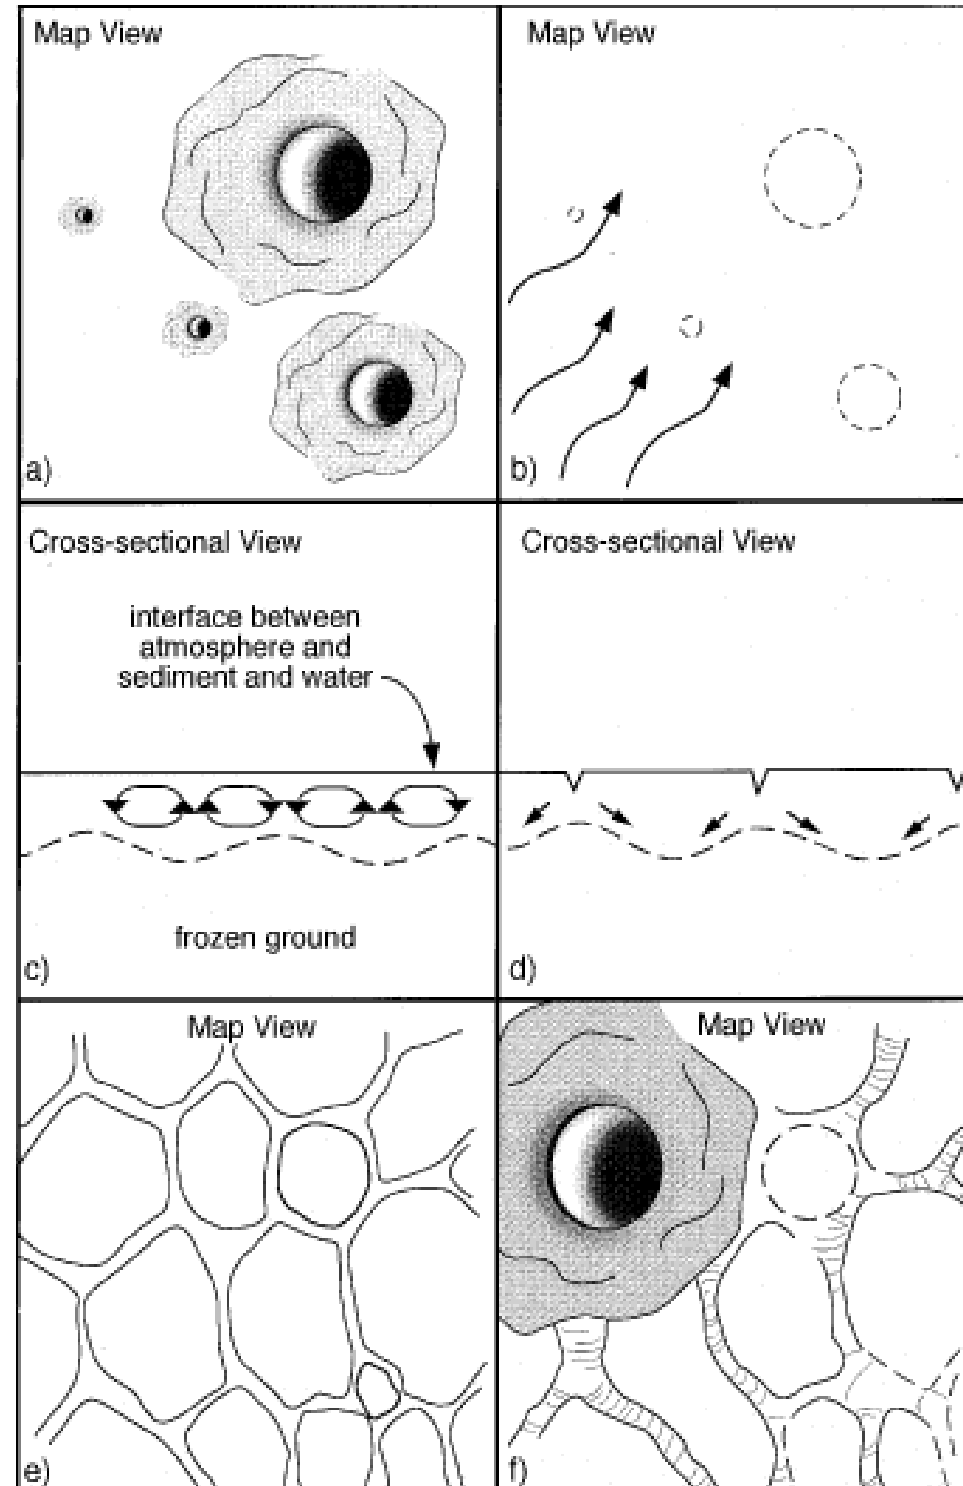 Map View
a)
Map View
b)
Cross-sectional View
interface between
atmosphere and
sediment and water
frozen ground
c)
Cross-sectional View
d)
Map View
e)
Map View
f)